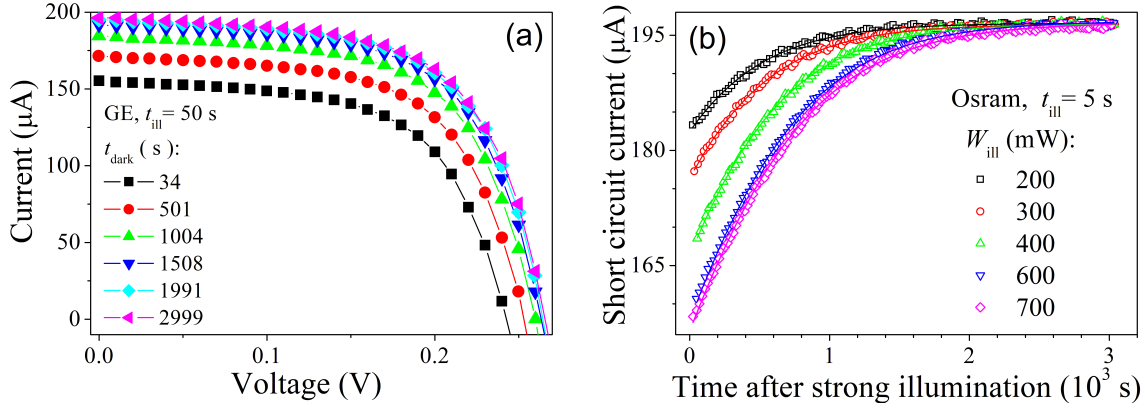 200
150
100
50
0
Current (μA)
0.0
0.1
0.2
Voltage (V)
(a)
GE, t_ill = 50 s
t_dark ( s ):
34
501
1004
1508
1991
2999
195
180
165
Short circuit current (μA)
0
1
2
3
Time after strong illumination (10³ s)
(b)
Osram, t_ill = 5 s
W_ill (mW):
200
300
400
600
700